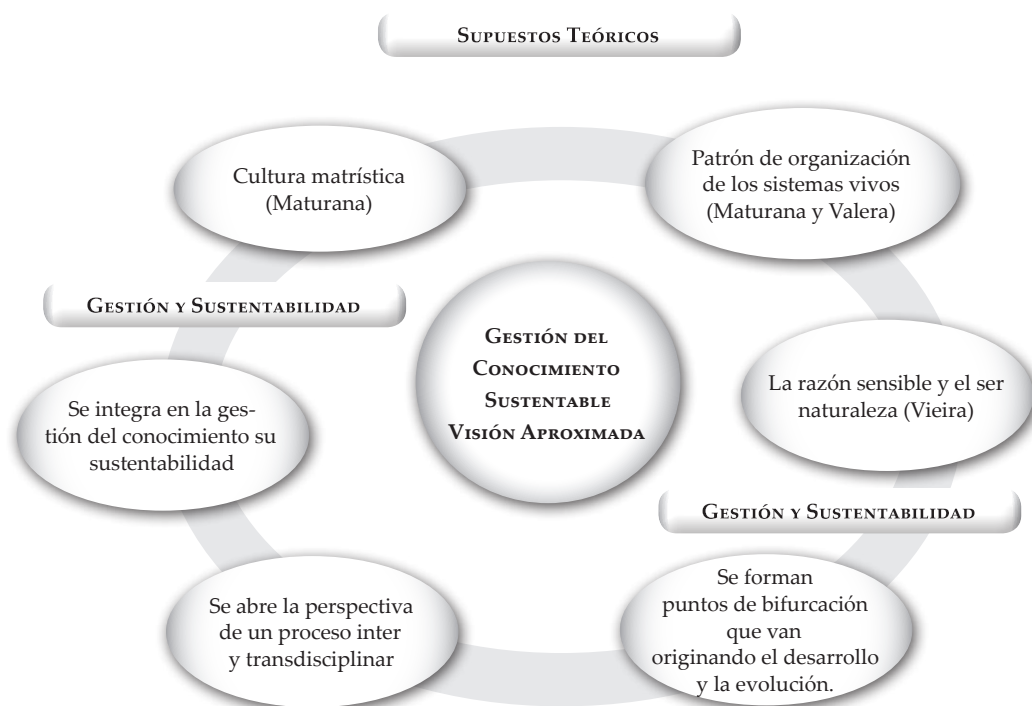 Supuestos Teóricos
Cultura matrística
(Maturana)
Patrón de organización
de los sistemas vivos
(Maturana y Valera)
Gestión y Sustentabilidad
Gestión del
Conocimiento
Sustentable
Visión Aproximada
La razón sensible y el ser
naturaleza (Vieira)
Se integra en la ges-
tión del conocimiento su
sustentabilidad
Gestión y Sustentabilidad
Se abre la perspectiva
de un proceso inter
y transdisciplinar
Se forman
puntos de bifurcación
que van
originando el desarrollo
y la evolución.